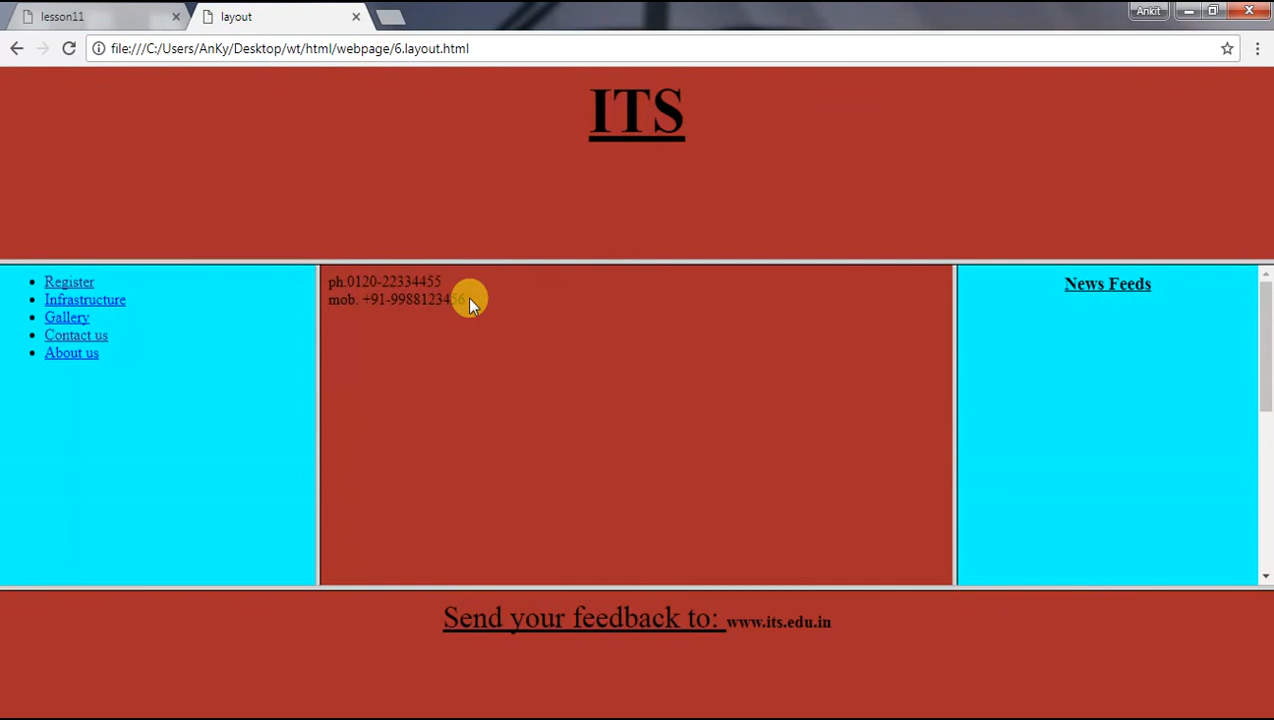 lesson11
layout
Ankit
file:///C:/Users/AnKy/Desktop/wt/html/webpage/6.layout.html
ITS
Register
Infrastructure
Gallery
Contact us
About us
ph.0120-22334455
mob. +91-9988123456
News Feeds
Send your feedback to: www.its.edu.in